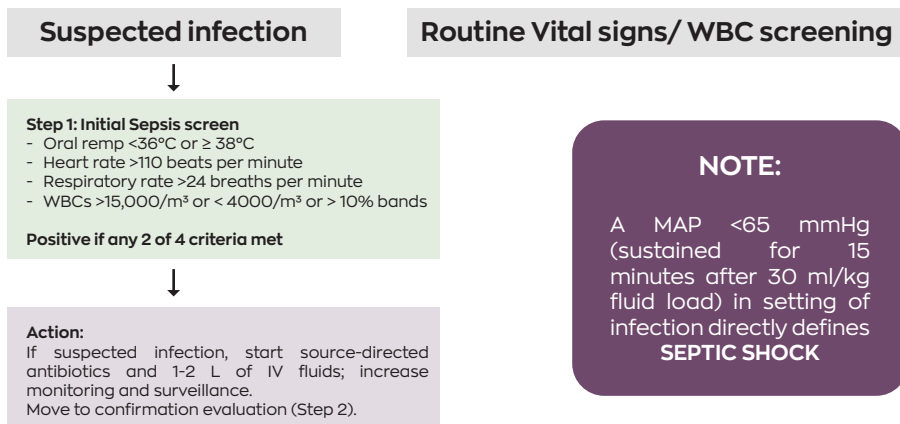 Suspected infection
Routine Vital signs/ WBC screening
Step 1: Initial Sepsis screen
- Oral remp <36°C or ≥ 38°C
- Heart rate >110 beats per minute
- Respiratory rate >24 breaths per minute
- WBCs >15,000/m³ or < 4000/m³ or > 10% bands
Positive if any 2 of 4 criteria met
Action:
If suspected infection, start source-directed
antibiotics and 1-2 L of IV fluids; increase
monitoring and surveillance.
Move to confirmation evaluation (Step 2).
NOTE:
A MAP <65 mmHg
(sustained for 15
minutes after 30 ml/kg
fluid load) in setting of
infection directly defines
SEPTIC SHOCK